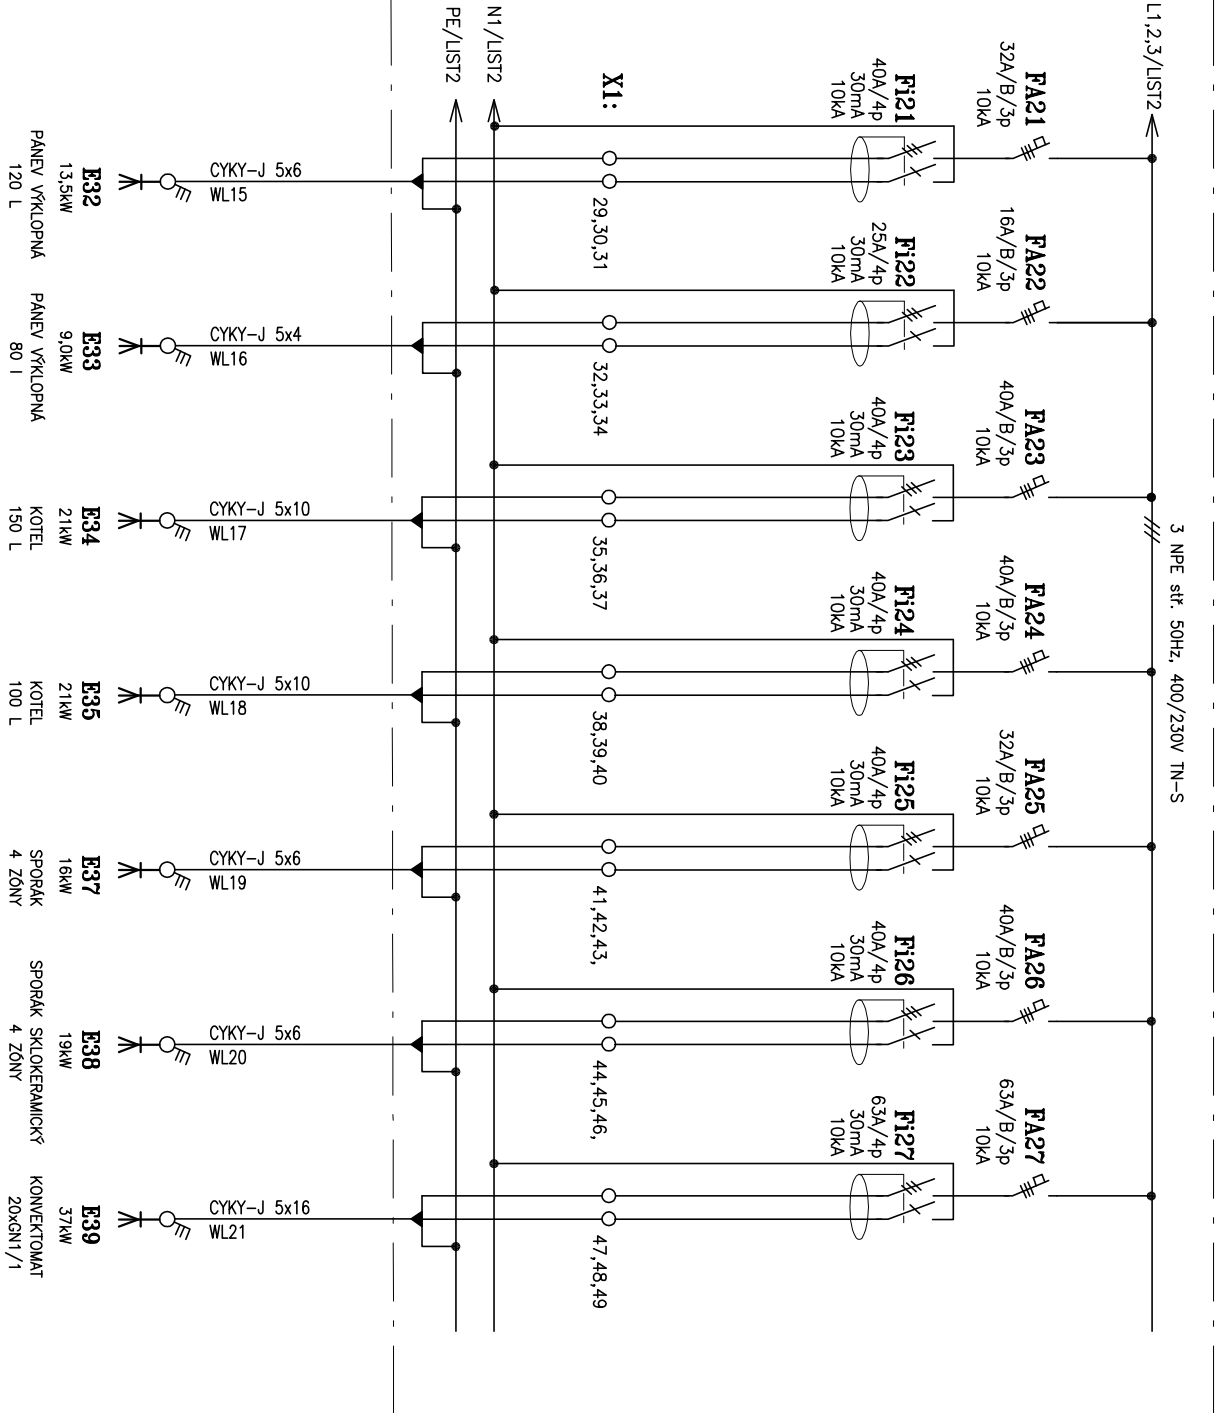 L1,2,3/LIST2
3 NPE stř. 50Hz, 400/230V TN-S
FA21
32A/B/3p
10kA
FA22
16A/B/3p
10kA
FA23
40A/B/3p
10kA
FA24
40A/B/3p
10kA
FA25
32A/B/3p
10kA
FA26
40A/B/3p
10kA
FA27
63A/B/3p
10kA
Fi21
40A/4p
30mA
10kA
Fi22
25A/4p
30mA
10kA
Fi23
40A/4p
30mA
10kA
Fi24
40A/4p
30mA
10kA
Fi25
40A/4p
30mA
10kA
Fi26
40A/4p
30mA
10kA
Fi27
63A/4p
30mA
10kA
X1:
29,30,31
32,33,34
35,36,37
38,39,40
41,42,43,
44,45,46,
47,48,49
N1/LIST2
PE/LIST2
CYKY-J 5x6
WL15
CYKY-J 5x4
WL16
CYKY-J 5x10
WL17
CYKY-J 5x10
WL18
CYKY-J 5x6
WL19
CYKY-J 5x6
WL20
CYKY-J 5x16
WL21
E32
13,5kW
PÁNEV VÝKLOPNÁ
120 L
E33
9,0kW
PÁNEV VÝKLOPNÁ
80 l
E34
21kW
KOTEL
150 L
E35
21kW
KOTEL
100 L
E37
16kW
SPORÁK
4 ZÓNY
E38
19kW
SPORÁK SKLOKERAMICKÝ
4 ZÓNY
E39
37kW
KONVEKTOMAT
20xGN1/1